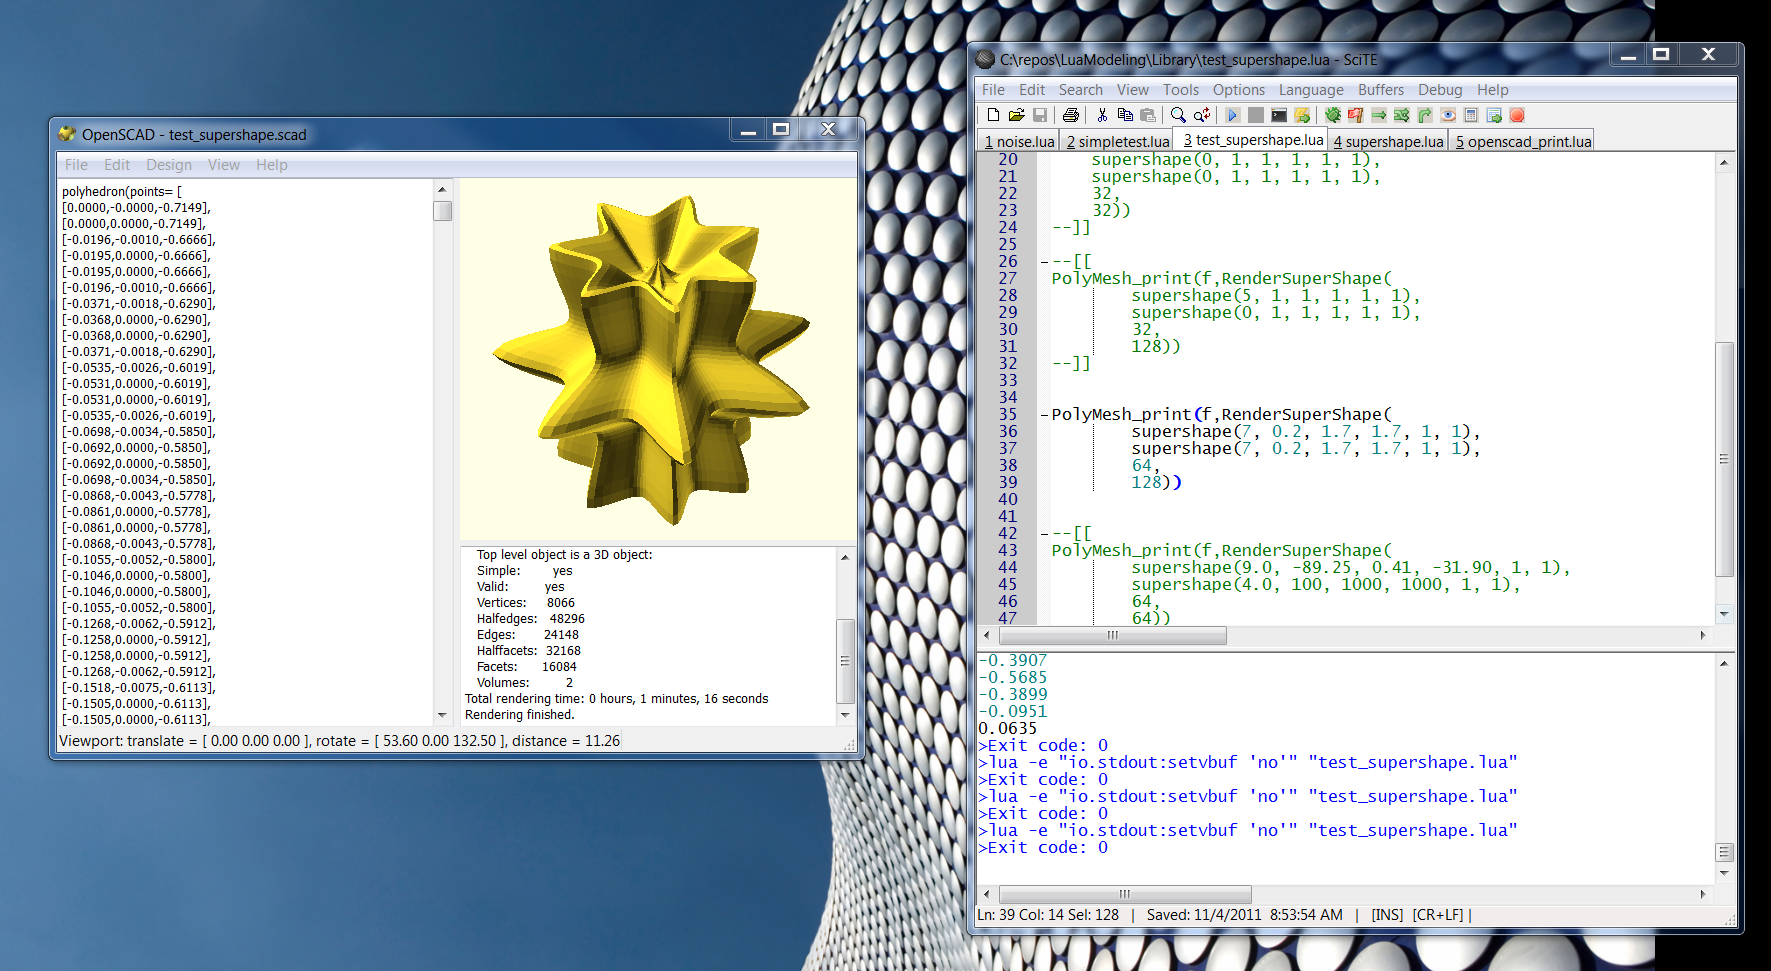 OpenSCAD - test_supershape.scad
File Edit Design View Help
polyhedron(points= [
[0.0000,-0.0000,-0.7149],
[0.0000,0.0000,-0.7149],
[-0.0196,-0.0010,-0.6666],
[-0.0195,0.0000,-0.6666],
[-0.0195,0.0000,-0.6666],
[-0.0196,-0.0010,-0.6666],
[-0.0371,-0.0018,-0.6290],
[-0.0368,0.0000,-0.6290],
[-0.0368,0.0000,-0.6290],
[-0.0371,-0.0018,-0.6290],
[-0.0535,-0.0026,-0.6019],
[-0.0531,0.0000,-0.6019],
[-0.0531,0.0000,-0.6019],
[-0.0535,-0.0026,-0.6019],
[-0.0698,-0.0034,-0.5850],
[-0.0692,0.0000,-0.5850],
[-0.0692,0.0000,-0.5850],
[-0.0698,-0.0034,-0.5850],
[-0.0868,-0.0043,-0.5778],
[-0.0861,0.0000,-0.5778],
[-0.0861,0.0000,-0.5778],
[-0.0868,-0.0043,-0.5778],
[-0.1055,-0.0052,-0.5800],
[-0.1046,0.0000,-0.5800],
[-0.1046,0.0000,-0.5800],
[-0.1055,-0.0052,-0.5800],
[-0.1268,-0.0062,-0.5912],
[-0.1258,0.0000,-0.5912],
[-0.1258,0.0000,-0.5912],
[-0.1268,-0.0062,-0.5912],
[-0.1518,-0.0075,-0.6113],
[-0.1505,0.0000,-0.6113],
[-0.1505,0.0000,-0.6113],
Top level object is a 3D object:
Simple: yes
Valid: yes
Vertices: 8066
Halfedges: 48296
Edges: 24148
Halffacets: 32168
Facets: 16084
Volumes: 2
Total rendering time: 0 hours, 1 minutes, 16 seconds
Rendering finished.
Viewport: translate = [ 0.00 0.00 0.00 ], rotate = [ 53.60 0.00 132.50 ], distance = 11.26
C:\repos\LuaModeling\Library\test_supershape.lua - SciTE
File Edit Search View Tools Options Language Buffers Debug Help
1 noise.lua 2 simpletest.lua 3 test_supershape.lua 4 supershape.lua 5 openscad_print.lua
20 supershape(0, 1, 1, 1, 1, 1),
21 supershape(0, 1, 1, 1, 1, 1),
22 32,
23 32))
24 --]]
25
26 --[[
27 PolyMesh_print(f,RenderSuperShape(
28 supershape(5, 1, 1, 1, 1, 1),
29 supershape(0, 1, 1, 1, 1, 1),
30 32,
31 128))
32 --]]
33
34
35 PolyMesh_print(f,RenderSuperShape(
36 supershape(7, 0.2, 1.7, 1.7, 1, 1),
37 supershape(7, 0.2, 1.7, 1.7, 1, 1),
38 64,
39 128))
40
41
42 --[[
43 PolyMesh_print(f,RenderSuperShape(
44 supershape(9.0, -89.25, 0.41, -31.90, 1, 1),
45 supershape(4.0, 100, 1000, 1000, 1, 1),
46 64,
47 64))
-0.3907
-0.5685
-0.3899
-0.0951
0.0635
>Exit code: 0
>lua -e "io.stdout:setvbuf 'no'" "test_supershape.lua"
>Exit code: 0
>lua -e "io.stdout:setvbuf 'no'" "test_supershape.lua"
>Exit code: 0
>lua -e "io.stdout:setvbuf 'no'" "test_supershape.lua"
>Exit code: 0
Ln: 39 Col: 14 Sel: 128 | Saved: 11/4/2011 8:53:54 AM | [INS] [CR+LF] |